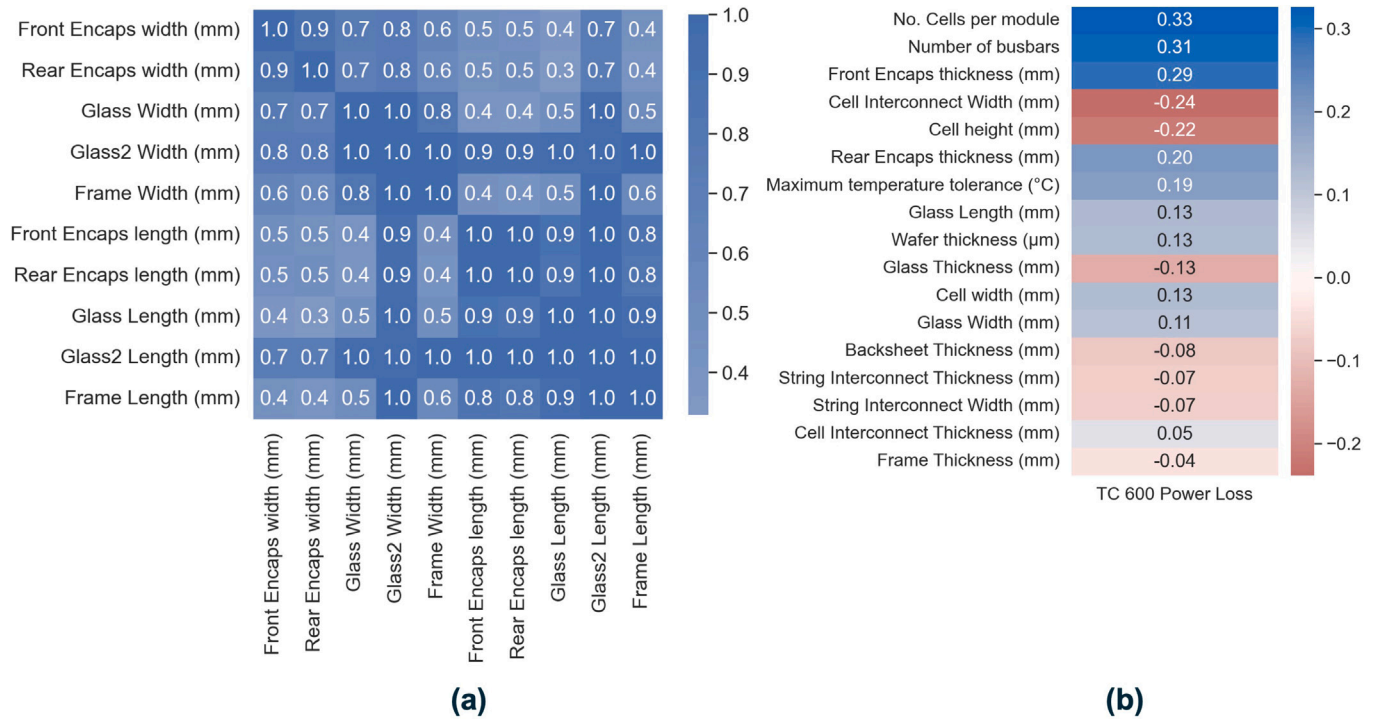 Front Encaps width (mm) 1.0 0.9 0.7 0.8 0.6 0.5 0.5 0.4 0.7 0.4
Rear Encaps width (mm) 0.9 1.0 0.7 0.8 0.6 0.5 0.5 0.3 0.7 0.4
Glass Width (mm) 0.7 0.7 1.0 1.0 0.8 0.4 0.4 0.5 1.0 0.5
Glass2 Width (mm) 0.8 0.8 1.0 1.0 1.0 0.9 0.9 1.0 1.0 1.0
Frame Width (mm) 0.6 0.6 0.8 1.0 1.0 0.4 0.4 0.5 1.0 0.6
Front Encaps length (mm) 0.5 0.5 0.4 0.9 0.4 1.0 1.0 0.9 1.0 0.8
Rear Encaps length (mm) 0.5 0.5 0.4 0.9 0.4 1.0 1.0 0.9 1.0 0.8
Glass Length (mm) 0.4 0.3 0.5 1.0 0.5 0.9 0.9 1.0 1.0 0.9
Glass2 Length (mm) 0.7 0.7 1.0 1.0 1.0 1.0 1.0 1.0 1.0 1.0
Frame Length (mm) 0.4 0.4 0.5 1.0 0.6 0.8 0.8 0.9 1.0 1.0
Front Encaps width (mm)
Rear Encaps width (mm)
Glass Width (mm)
Glass2 Width (mm)
Frame Width (mm)
Front Encaps length (mm)
Rear Encaps length (mm)
Glass Length (mm)
Glass2 Length (mm)
Frame Length (mm)
1.0
0.9
0.8
0.7
0.6
0.5
0.4
(a)
No. Cells per module 0.33
Number of busbars 0.31
Front Encaps thickness (mm) 0.29
Cell Interconnect Width (mm) -0.24
Cell height (mm) -0.22
Rear Encaps thickness (mm) 0.20
Maximum temperature tolerance (°C) 0.19
Glass Length (mm) 0.13
Wafer thickness (µm) 0.13
Glass Thickness (mm) -0.13
Cell width (mm) 0.13
Glass Width (mm) 0.11
Backsheet Thickness (mm) -0.08
String Interconnect Thickness (mm) -0.07
String Interconnect Width (mm) -0.07
Cell Interconnect Thickness (mm) 0.05
Frame Thickness (mm) -0.04
TC 600 Power Loss
0.3
0.2
0.1
0.0
−0.1
−0.2
(b)